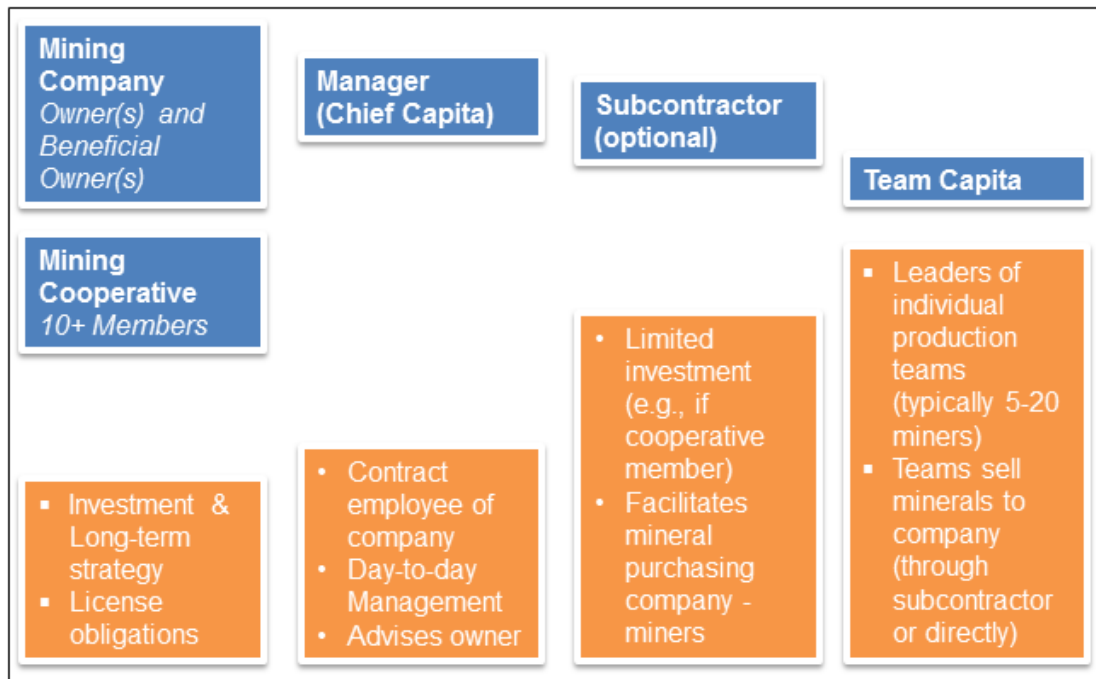 Mining
Company
Owner(s) and
Beneficial
Owner(s)
Mining
Cooperative
10+ Members
▪ Investment &
Long-term
strategy
▪ License
obligations
Manager
(Chief Capita)
• Contract
employee of
company
• Day-to-day
Management
• Advises owner
Subcontractor
(optional)
• Limited
investment
(e.g., if
cooperative
member)
• Facilitates
mineral
purchasing
company -
miners
Team Capita
▪ Leaders of
individual
production
teams
(typically 5-20
miners)
▪ Teams sell
minerals to
company
(through
subcontractor
or directly)